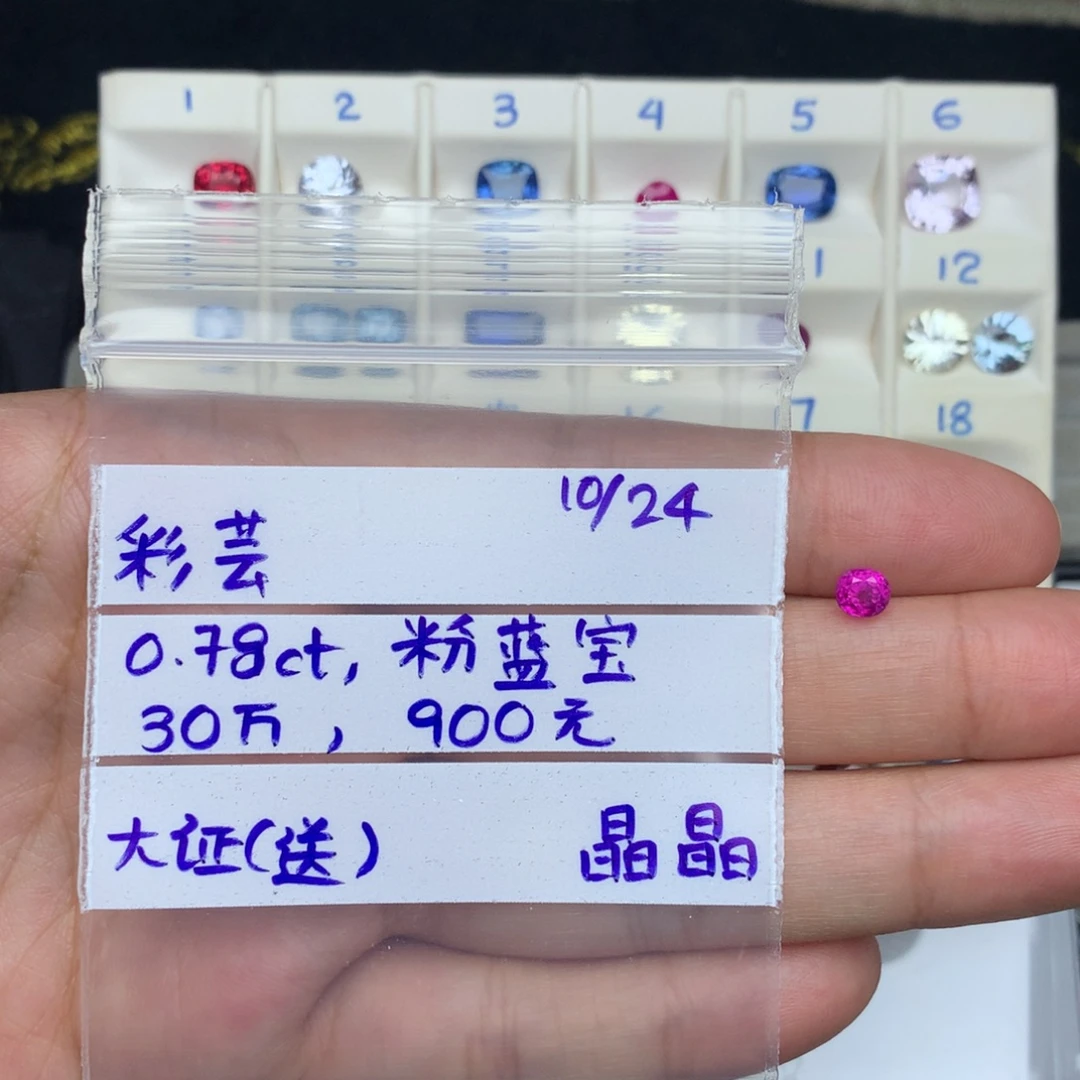 1 2 3 4 5 6
12
18
10/24
彩芸
0.78ct, 粉蓝宝
30万, 900元
大证(送) 晶晶